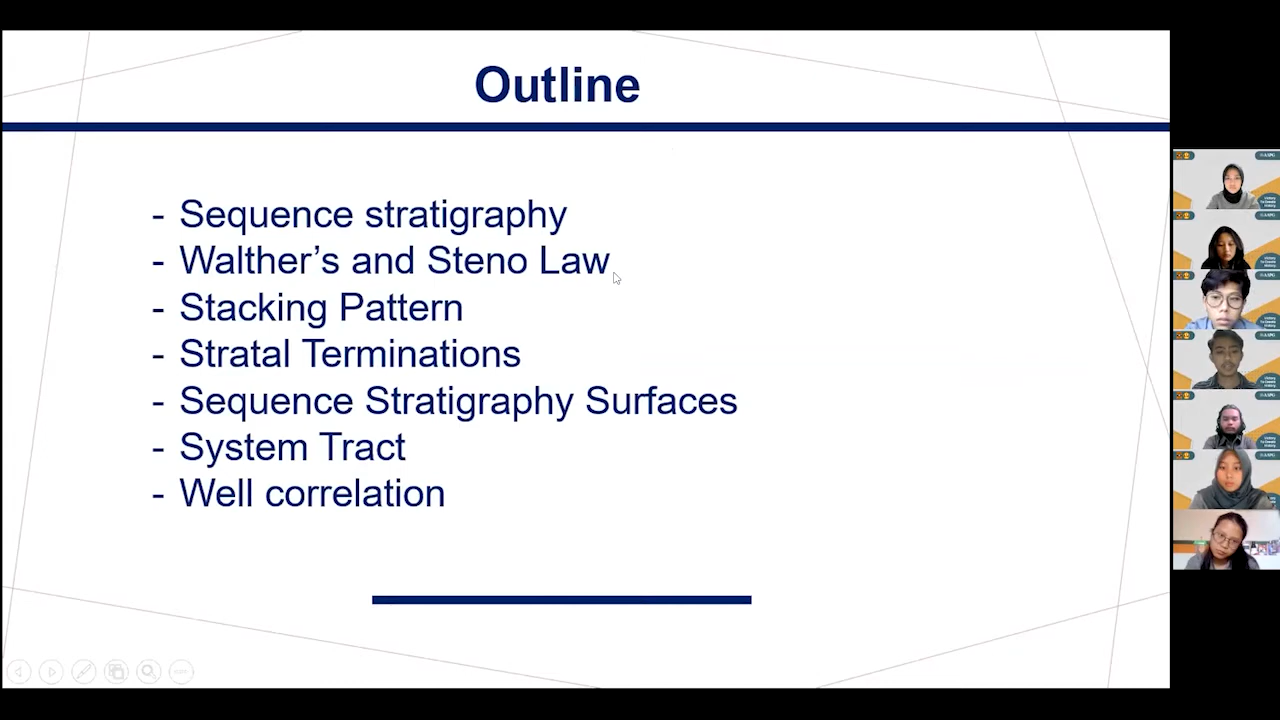 Outline
- Sequence stratigraphy
- Walther's and Steno Law
- Stacking Pattern
- Stratal Terminations
- Sequence Stratigraphy Surfaces
- System Tract
- Well correlation